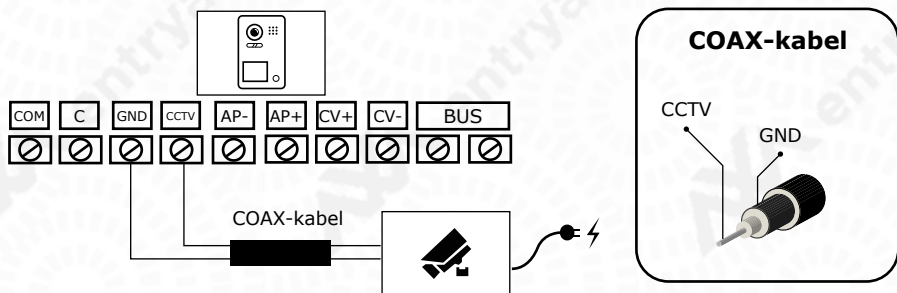 COM C GND CCTV AP- AP+ CV+ CV- BUS
COAX-kabel
COAX-kabel
CCTV
GND